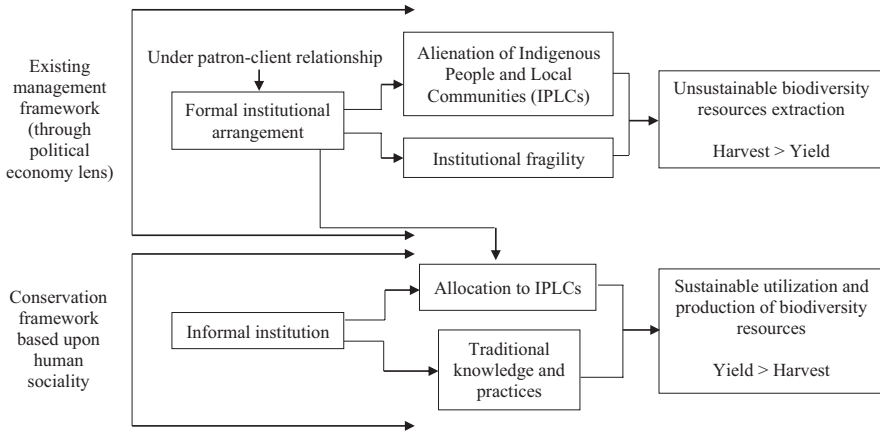 Existing
management
framework
(through
political
economy lens)
Under patron-client relationship
Formal institutional
arrangement
Alienation of Indigenous
People and Local
Communities (IPLCs)
Institutional fragility
Unsustainable biodiversity
resources extraction
Harvest > Yield
Conservation
framework
based upon
human
sociality
Informal institution
Allocation to IPLCs
Traditional
knowledge and
practices
Sustainable utilization and
production of biodiversity
resources
Yield > Harvest